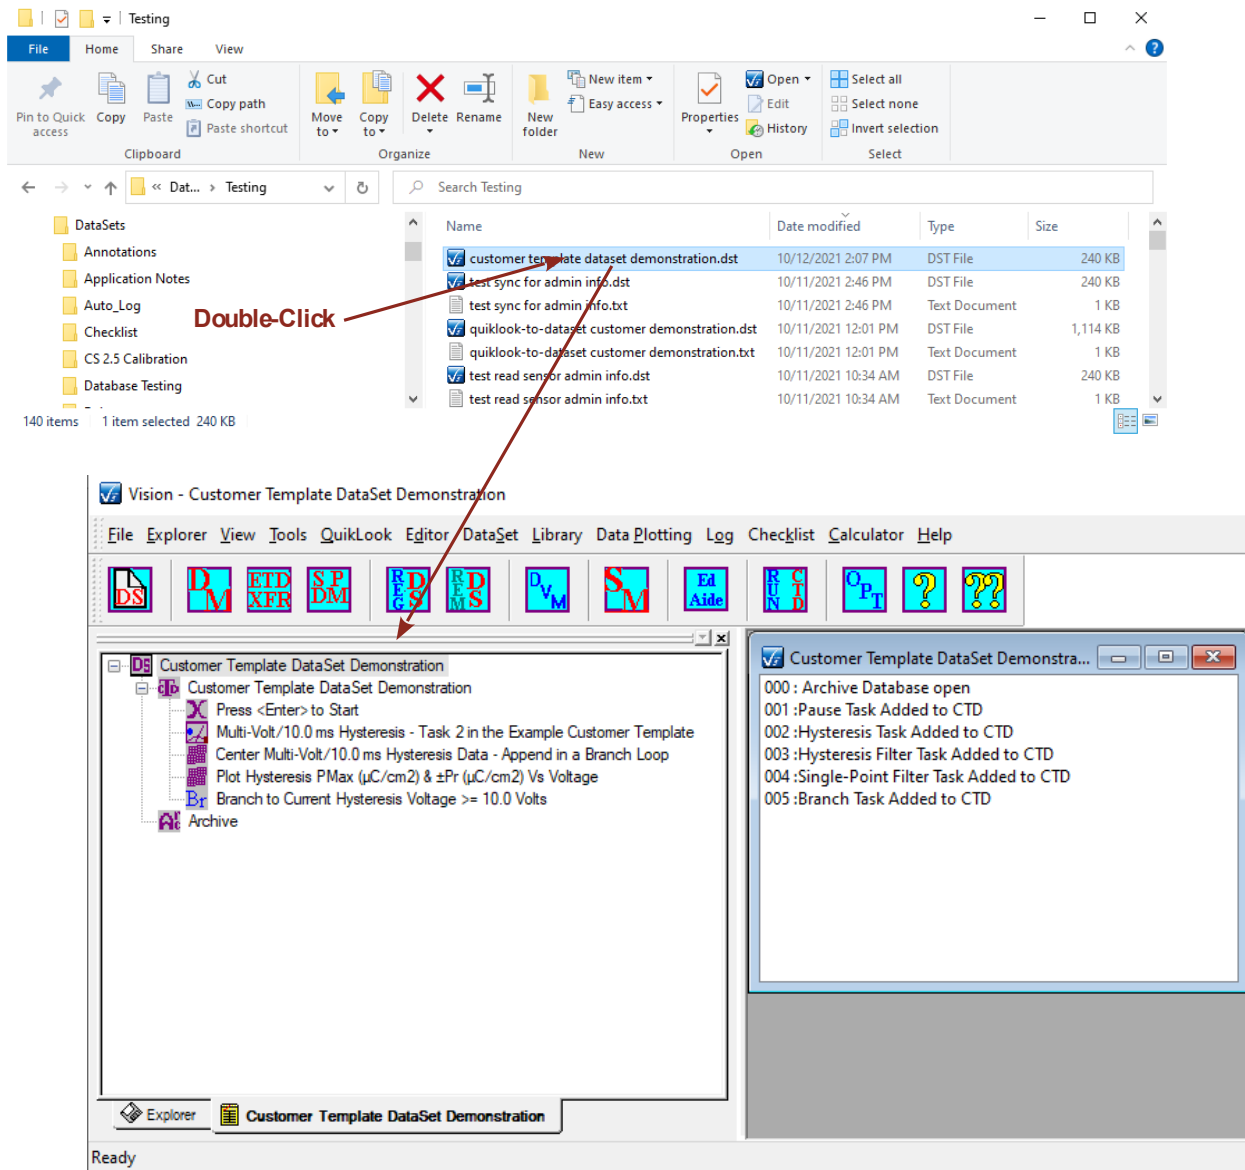 Testing
File Home Share View
Pin to Quick access
Copy
Paste
Cut
Copy path
Paste shortcut
Clipboard
Move to
Copy to
Delete
Rename
Organize
New folder
New item
Easy access
New
Properties
Open
Edit
History
Open
Select all
Select none
Invert selection
Select
« Dat... › Testing
Search Testing
DataSets
Annotations
Application Notes
Auto_Log
Checklist
CS 2.5 Calibration
Database Testing
Name Date modified Type Size
customer template dataset demonstration.dst 10/12/2021 2:07 PM DST File 240 KB
test sync for admin info.dst 10/11/2021 2:46 PM DST File 240 KB
test sync for admin info.txt 10/11/2021 2:46 PM Text Document 1 KB
quiklook-to-dataset customer demonstration.dst 10/11/2021 12:01 PM DST File 1,114 KB
quiklook-to-dataset customer demonstration.txt 10/11/2021 12:01 PM Text Document 1 KB
test read sensor admin info.dst 10/11/2021 10:34 AM DST File 240 KB
test read sensor admin info.txt 10/11/2021 10:34 AM Text Document 1 KB
Double-Click
140 items 1 item selected 240 KB
Vision - Customer Template DataSet Demonstration
File Explorer View Tools QuikLook Editor DataSet Library Data Plotting Log Checklist Calculator Help
DS
DM
ETD XFR
SP DM
REG DS
REM DS
DVM
SM
Ed Aide
RUN CTD
OPT
?
??
DS Customer Template DataSet Demonstration
CTD Customer Template DataSet Demonstration
Press <Enter> to Start
Multi-Volt/10.0 ms Hysteresis - Task 2 in the Example Customer Template
Center Multi-Volt/10.0 ms Hysteresis Data - Append in a Branch Loop
Plot Hysteresis PMax (µC/cm2) & ±Pr (µC/cm2) Vs Voltage
Br Branch to Current Hysteresis Voltage >= 10.0 Volts
Archive
Explorer
Customer Template DataSet Demonstration
Customer Template DataSet Demonstra...
000 : Archive Database open
001 :Pause Task Added to CTD
002 :Hysteresis Task Added to CTD
003 :Hysteresis Filter Task Added to CTD
004 :Single-Point Filter Task Added to CTD
005 :Branch Task Added to CTD
Ready